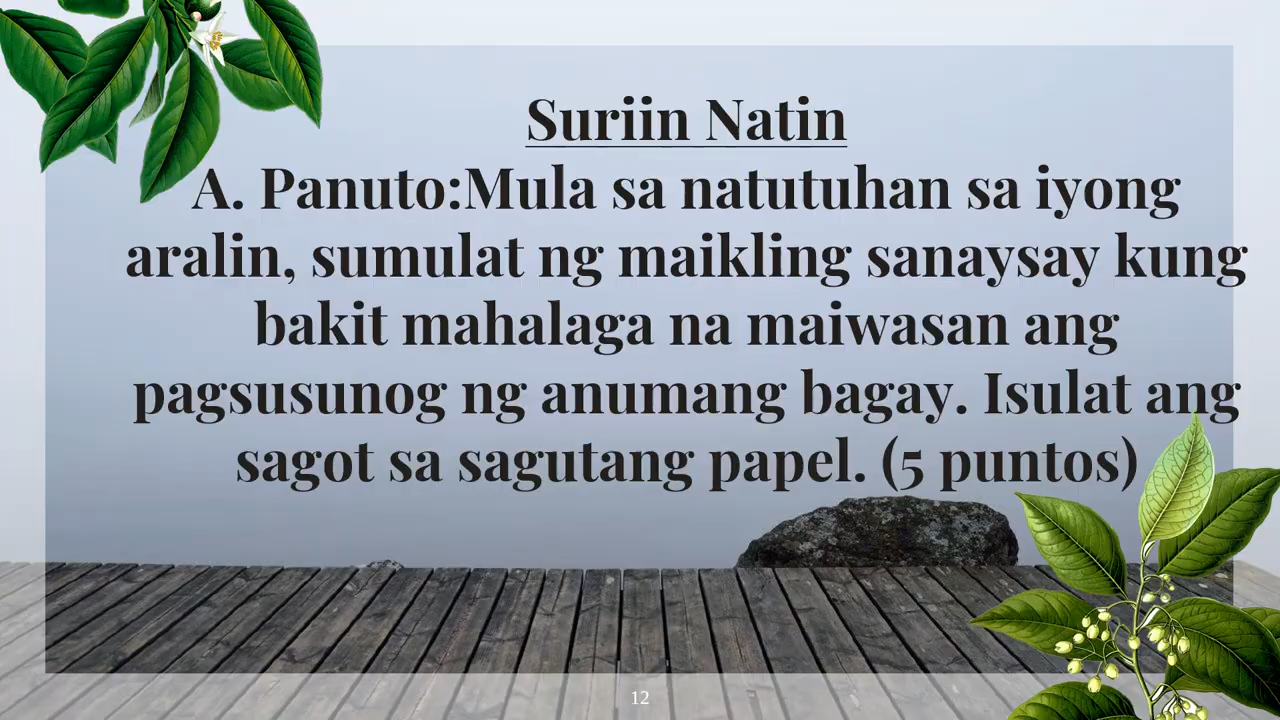 Suriin Natin
A. Panuto:Mula sa natutuhan sa iyong
aralin, sumulat ng maikling sanaysay kung
bakit mahalaga na maiwasan ang
pagsusunog ng anumang bagay. Isulat ang
sagot sa sagutang papel. (5 puntos)
12